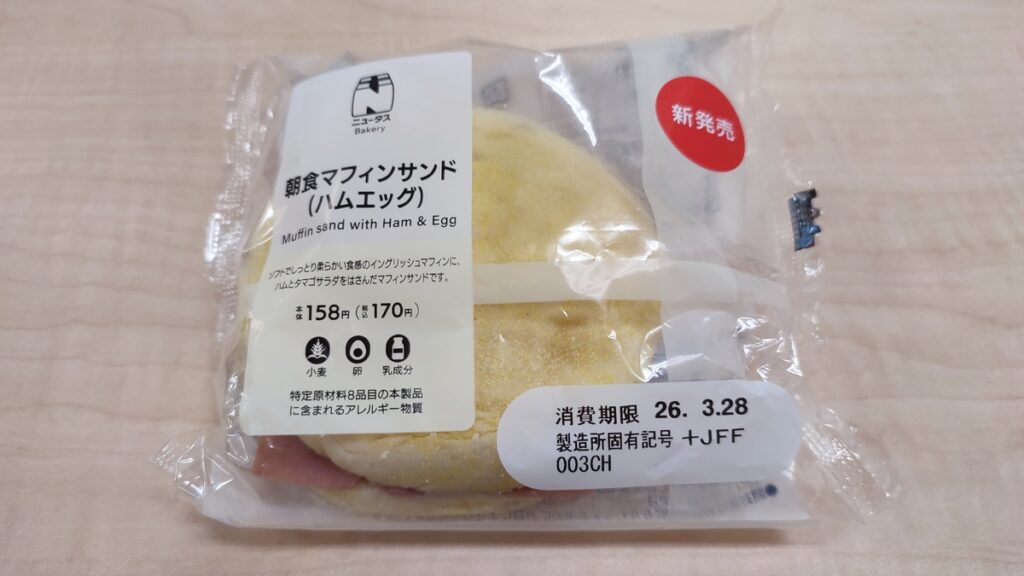 ニュータス
Bakery
朝食マフィンサンド
(ハムエッグ)
Muffin sand with Ham & Egg
ソフトでしっとり柔らかい食感のイングリッシュマフィンに、
ハムとタマゴサラダをはさんだマフィンサンドです。
本体158円(税込170円)
小麦 卵 乳成分
特定原材料8品目の本製品
に含まれるアレルギー物質
新発売
消費期限 26. 3.28
製造所固有記号 +JFF
003CH